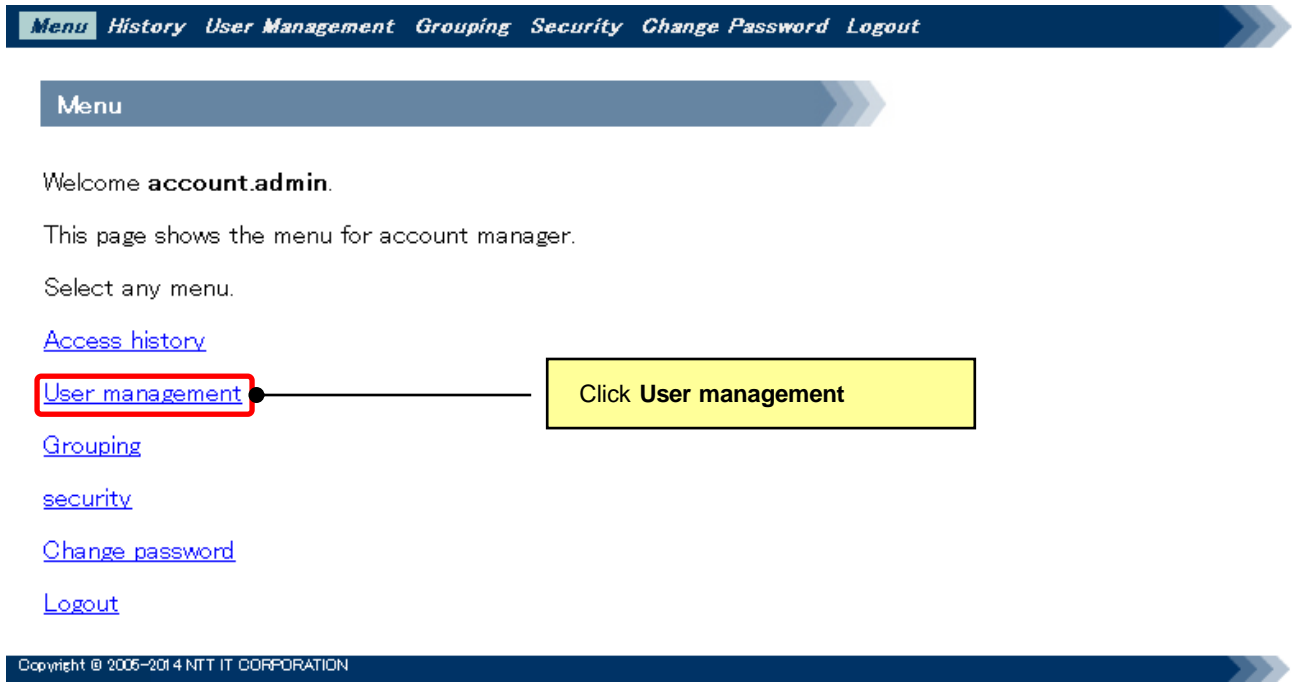 Menu History User Management Grouping Security Change Password Logout
Menu
Welcome account.admin.
This page shows the menu for account manager.
Select any menu.
Access history
User management
Click User management
Grouping
security
Change password
Logout
Copyright © 2005-2014 NTT IT CORPORATION